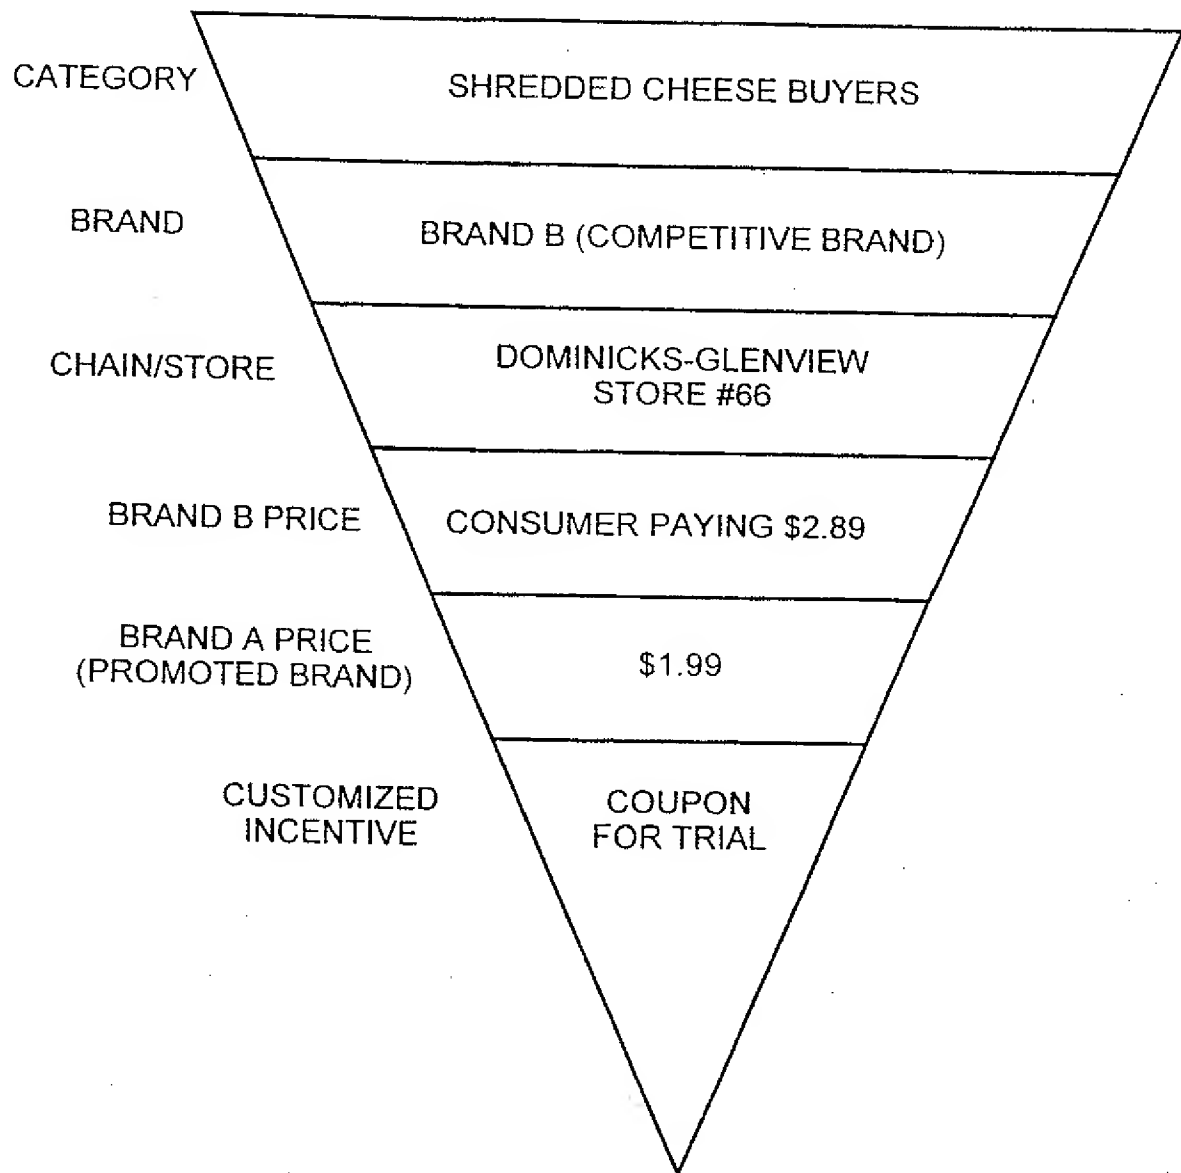 CATEGORY
SHREDDED CHEESE BUYERS
BRAND
BRAND B (COMPETITIVE BRAND)
CHAIN/STORE
DOMINICKS-GLENVIEW
STORE #66
BRAND B PRICE
CONSUMER PAYING $2.89
BRAND A PRICE
(PROMOTED BRAND)
$1.99
CUSTOMIZED
INCENTIVE
COUPON
FOR TRIAL